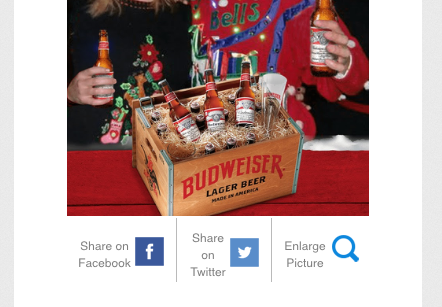 Bells
BUDWEISER
LAGER BEER
MADE IN AMERICA
Share on
Facebook
Share
on
Twitter
Enlarge
Picture